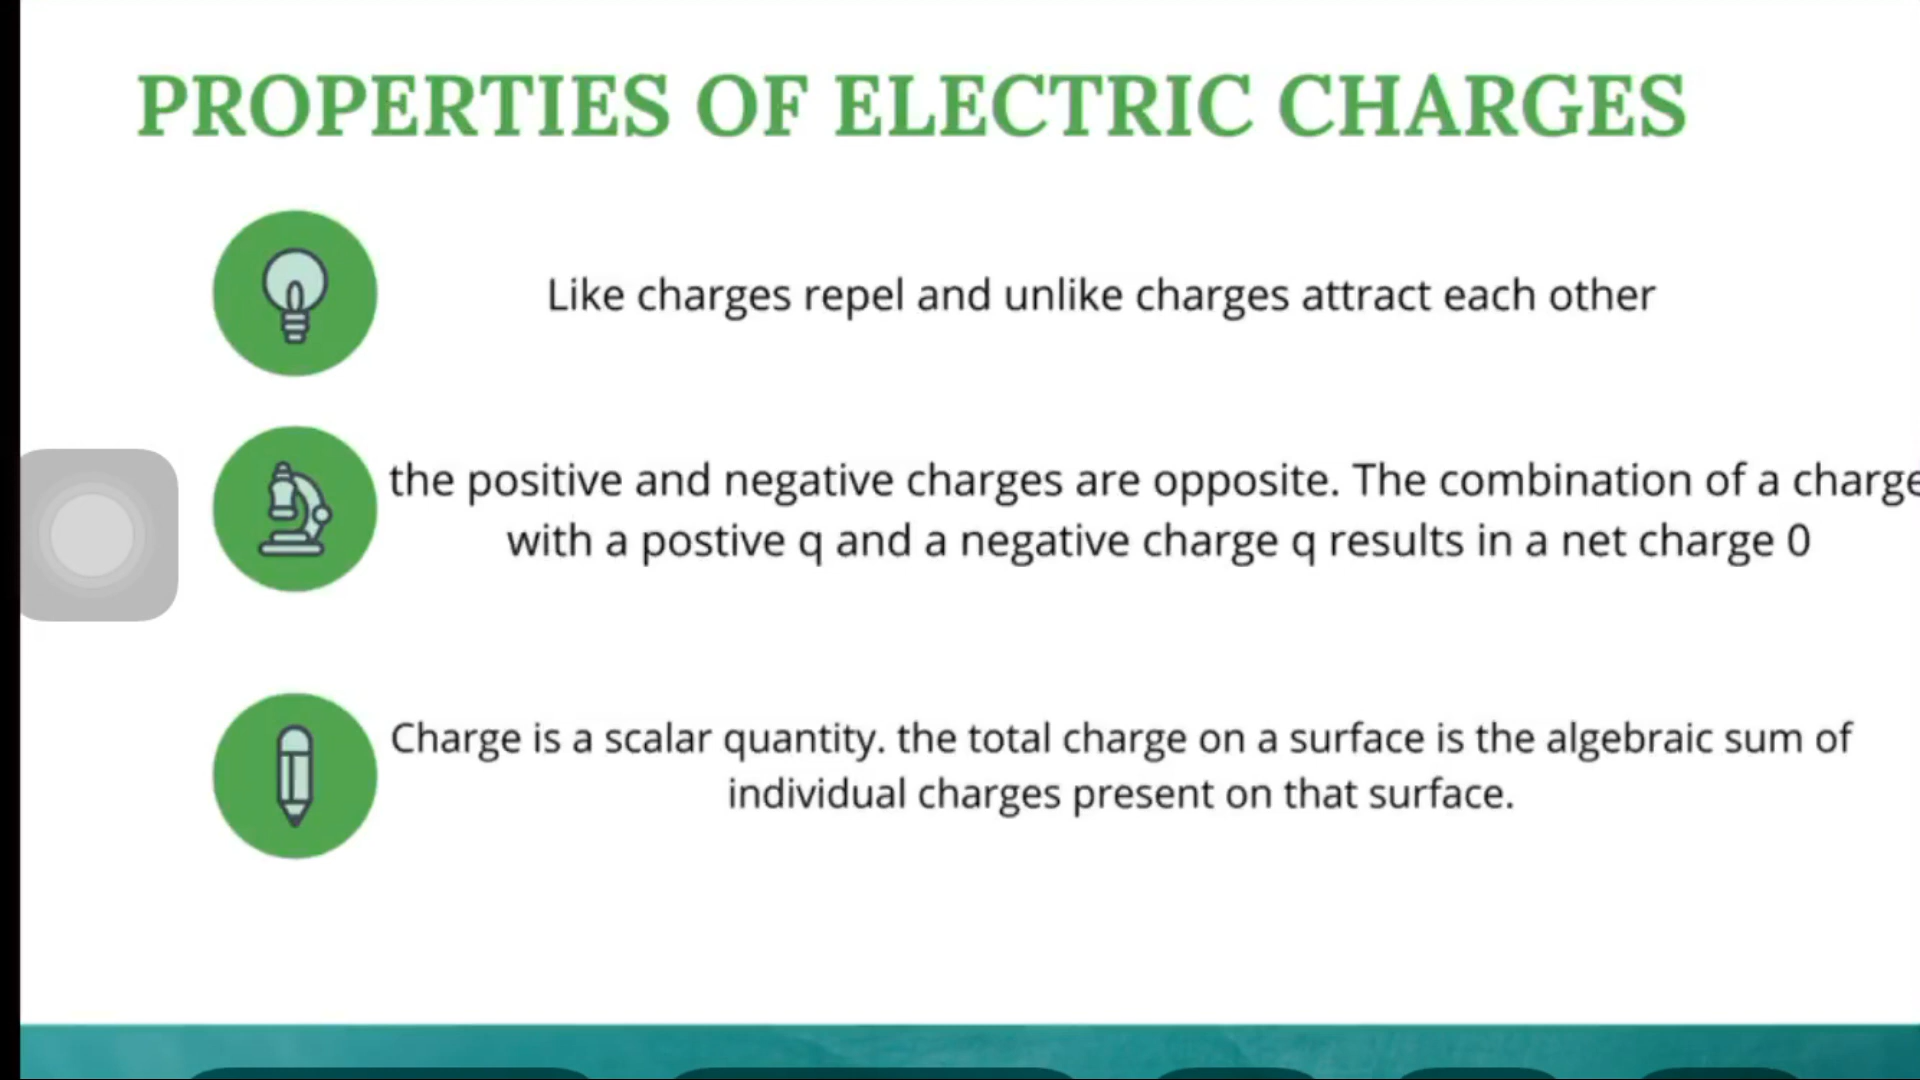 PROPERTIES OF ELECTRIC CHARGES
Like charges repel and unlike charges attract each other
the positive and negative charges are opposite. The combination of a charge
with a postive q and a negative charge q results in a net charge 0
Charge is a scalar quantity. the total charge on a surface is the algebraic sum of
individual charges present on that surface.